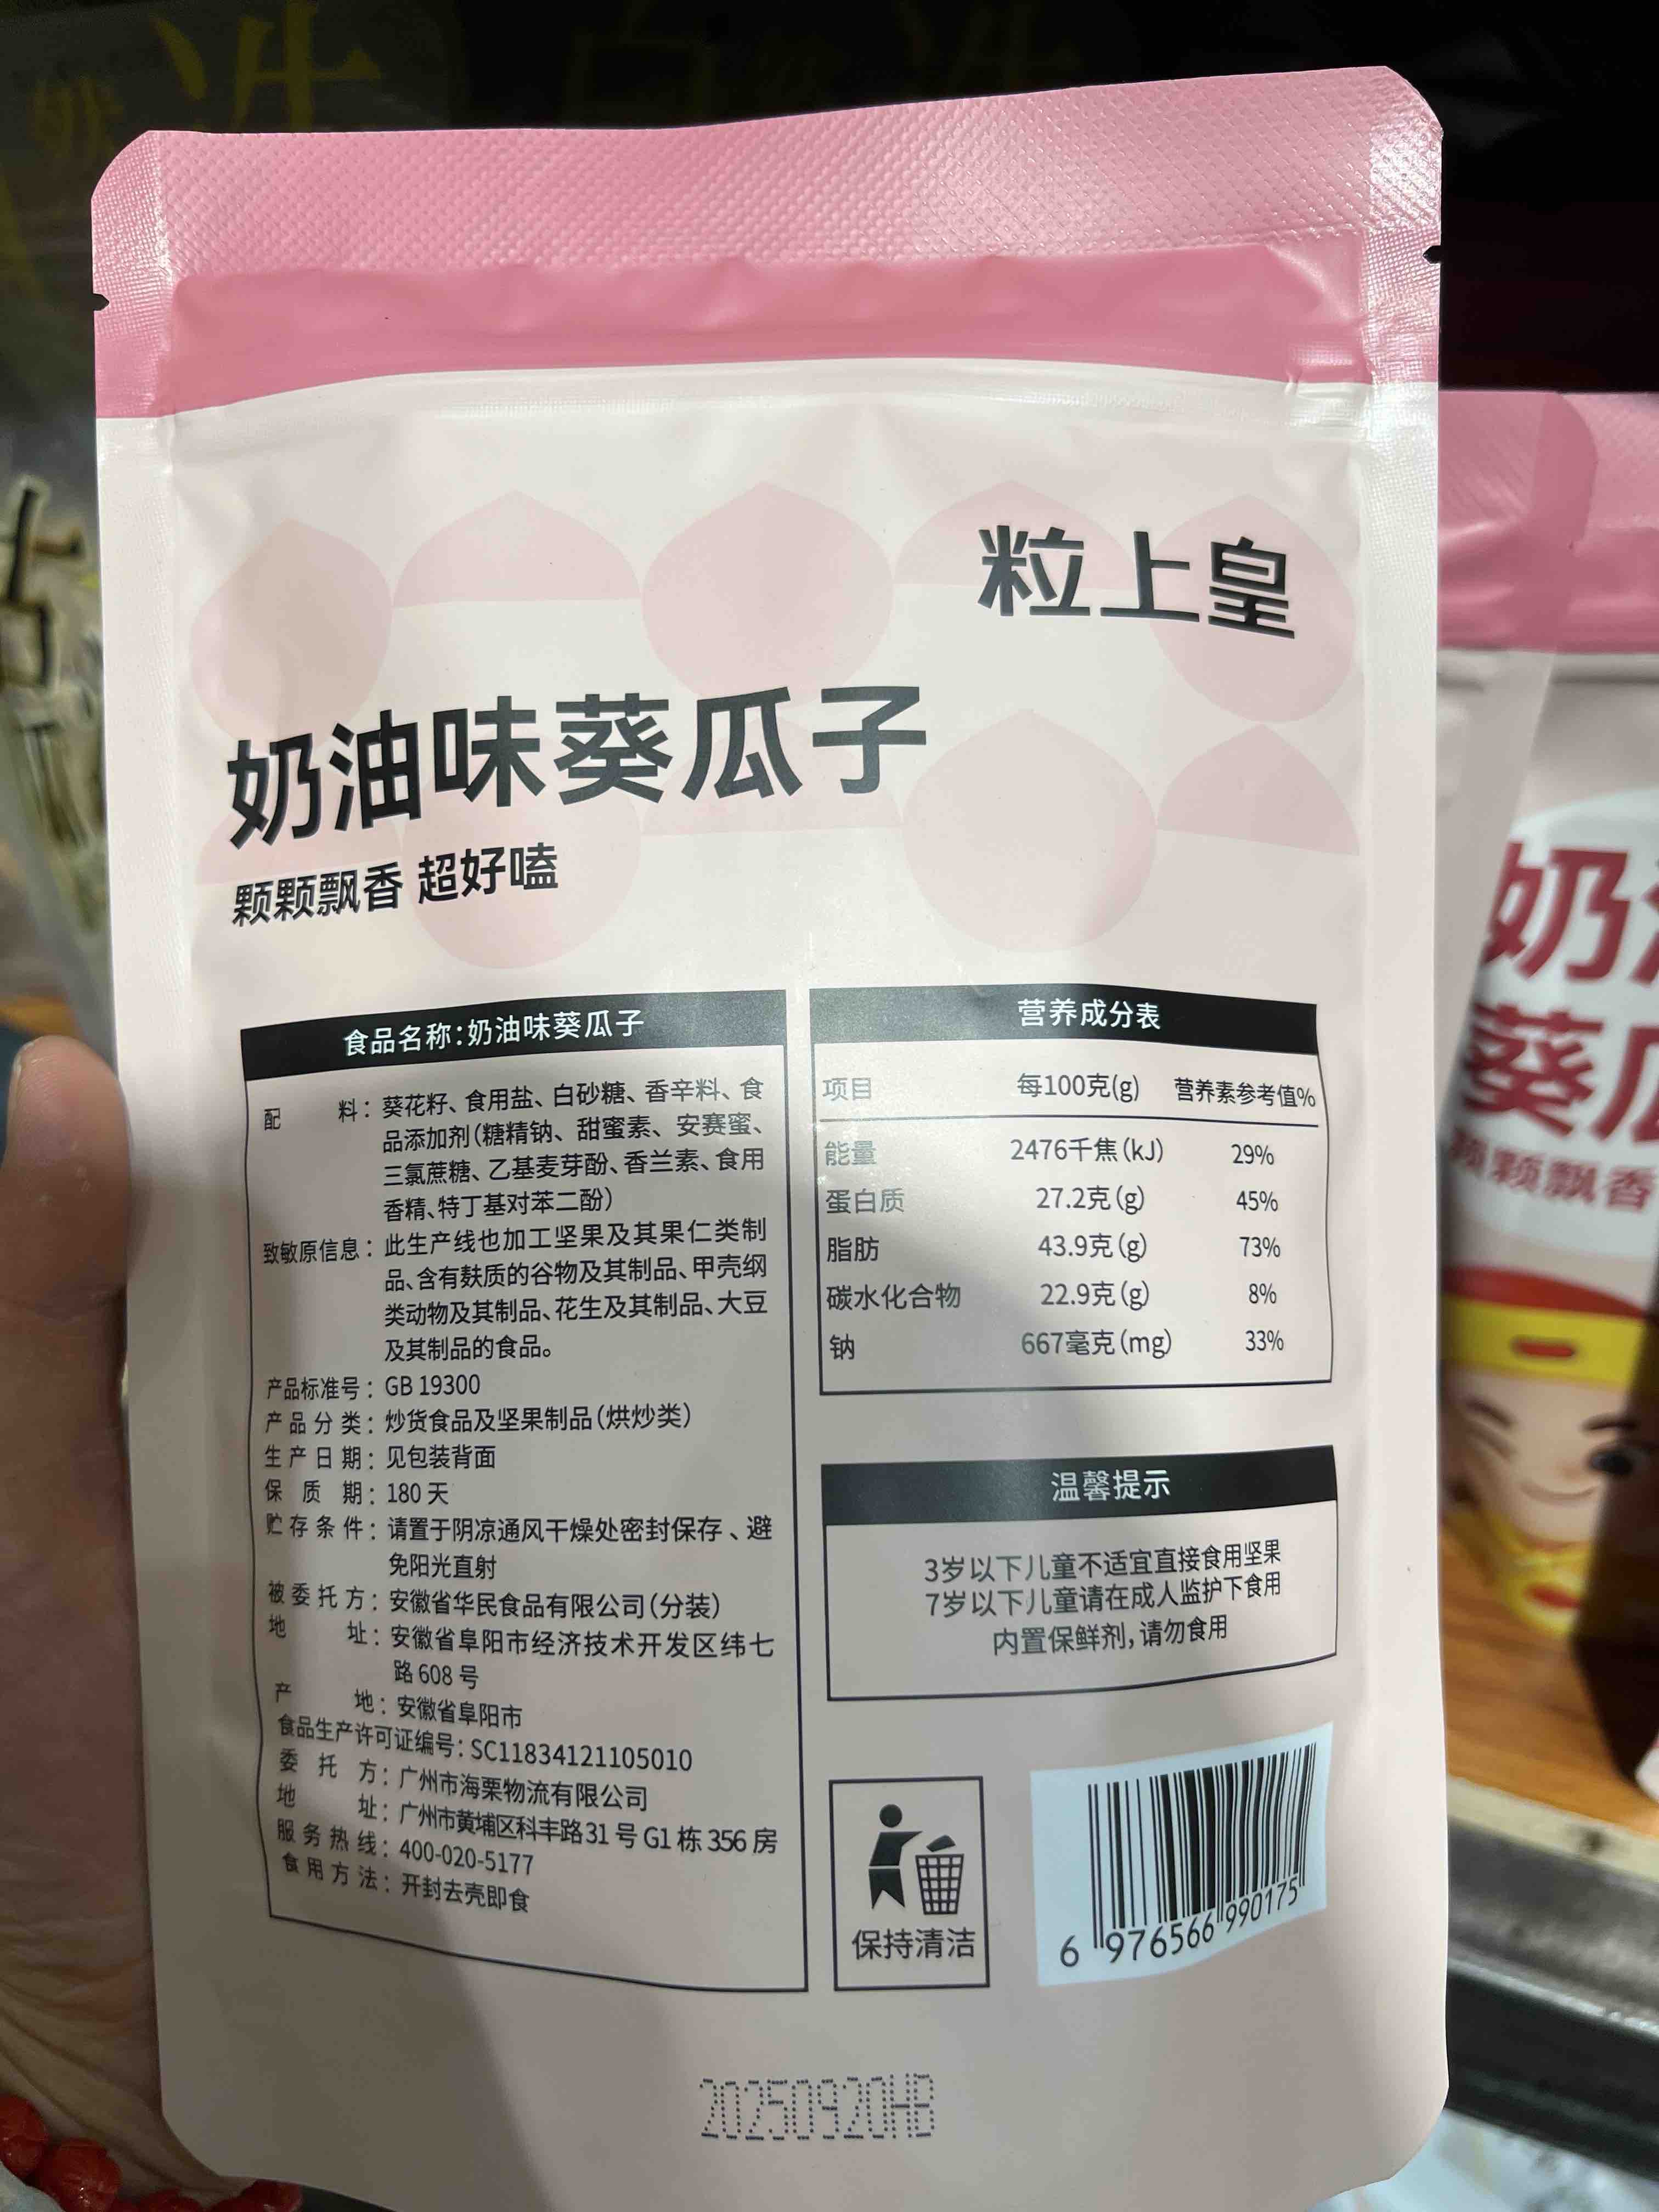 粒上皇
奶油味葵瓜子
颗颗飘香 超好嗑
食品名称:奶油味葵瓜子
配料：葵花籽、食用盐、白砂糖、香辛料、食
品添加剂(糖精钠、甜蜜素、安赛蜜、
三氯蔗糖、乙基麦芽酚、香兰素、食用
香精、特丁基对苯二酚)
致敏原信息：此生产线也加工坚果及其果仁类制
品、含有麸质的谷物及其制品、甲壳纲
类动物及其制品、花生及其制品、大豆
及其制品的食品。
产品标准号：GB 19300
产品分类：炒货食品及坚果制品(烘炒类)
生产日期：见包装背面
保质期：180 天
贮存条件：请置于阴凉通风干燥处密封保存、避
免阳光直射
被委托方：安徽省华民食品有限公司(分装)
地址：安徽省阜阳市经济技术开发区纬七
路 608 号
产地：安徽省阜阳市
食品生产许可证编号：SC11834121105010
委托方：广州市海栗物流有限公司
地址：广州市黄埔区科丰路31 号 G1 栋 356 房
服务热线：400-020-5177
食用方法：开封去壳即食
营养成分表
项目 每100克(g) 营养素参考值%
能量 2476千焦(kJ) 29%
蛋白质 27.2克(g) 45%
脂肪 43.9克(g) 73%
碳水化合物 22.9克(g) 8%
钠 667毫克(mg) 33%
温馨提示
3岁以下儿童不适宜直接食用坚果
7岁以下儿童请在成人监护下食用
内置保鲜剂,请勿食用
保持清洁
6 976566 990175
20250920HB
奶
葵
颗颗飘香